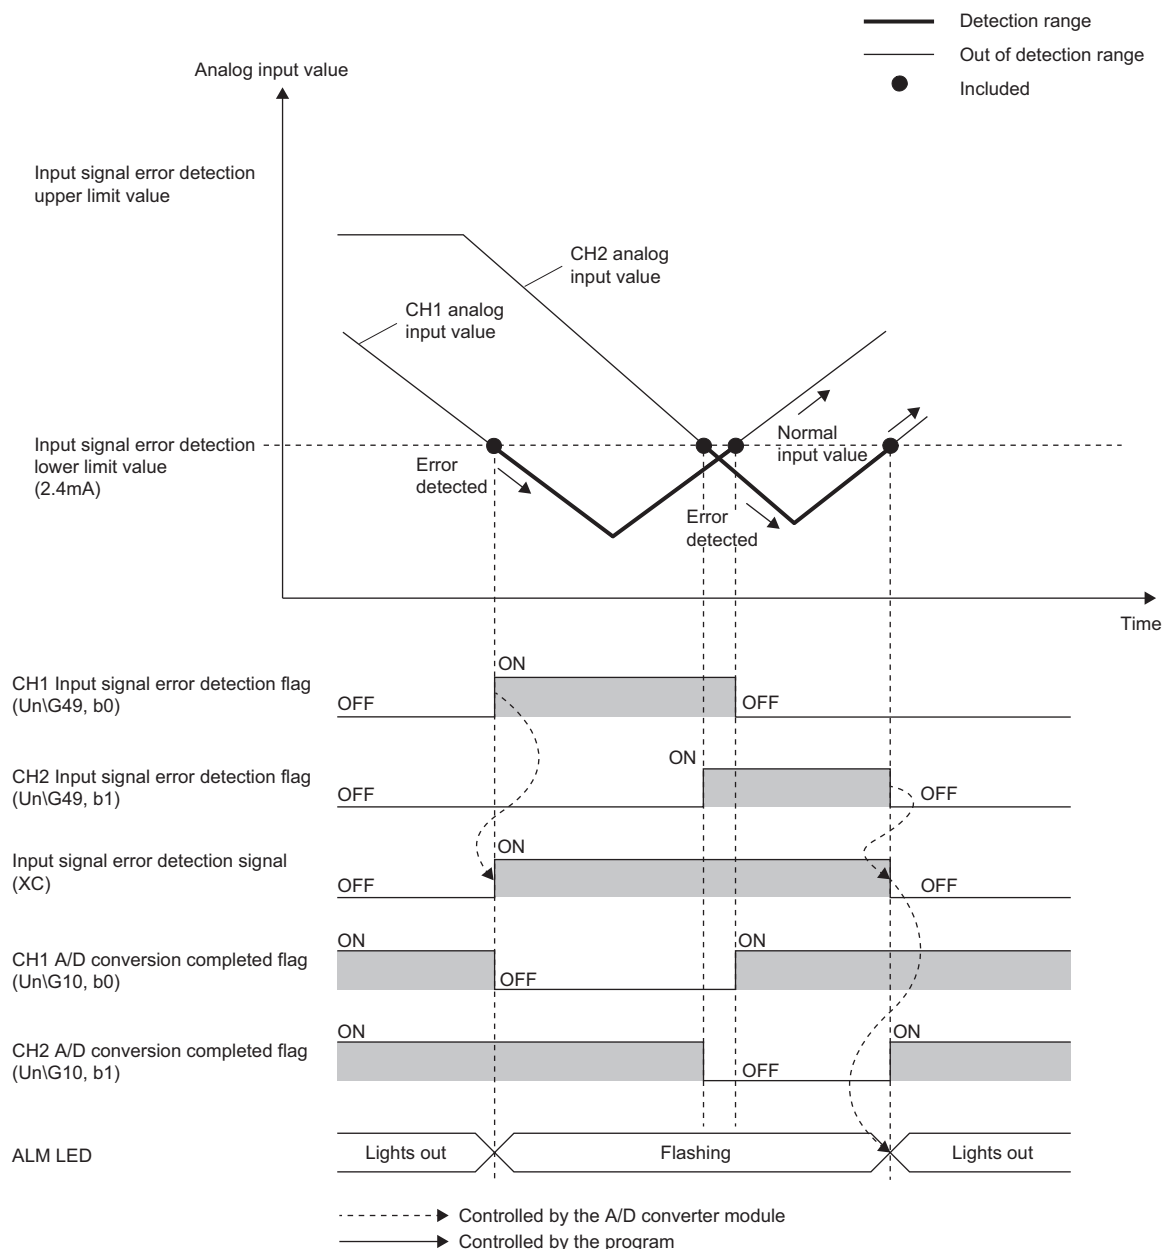 Detection range
Out of detection range
Included
Analog input value
Input signal error detection
upper limit value
CH2 analog
input value
CH1 analog
input value
Input signal error detection
lower limit value
(2.4mA)
Error
detected
Normal
input value
Error
detected
Time
CH1 Input signal error detection flag
(Un\G49, b0)
OFF
ON
OFF
CH2 Input signal error detection flag
(Un\G49, b1)
OFF
ON
OFF
Input signal error detection signal
(XC)
OFF
ON
OFF
CH1 A/D conversion completed flag
(Un\G10, b0)
ON
OFF
ON
CH2 A/D conversion completed flag
(Un\G10, b1)
ON
OFF
ON
ALM LED
Lights out
Flashing
Lights out
Controlled by the A/D converter module
Controlled by the program